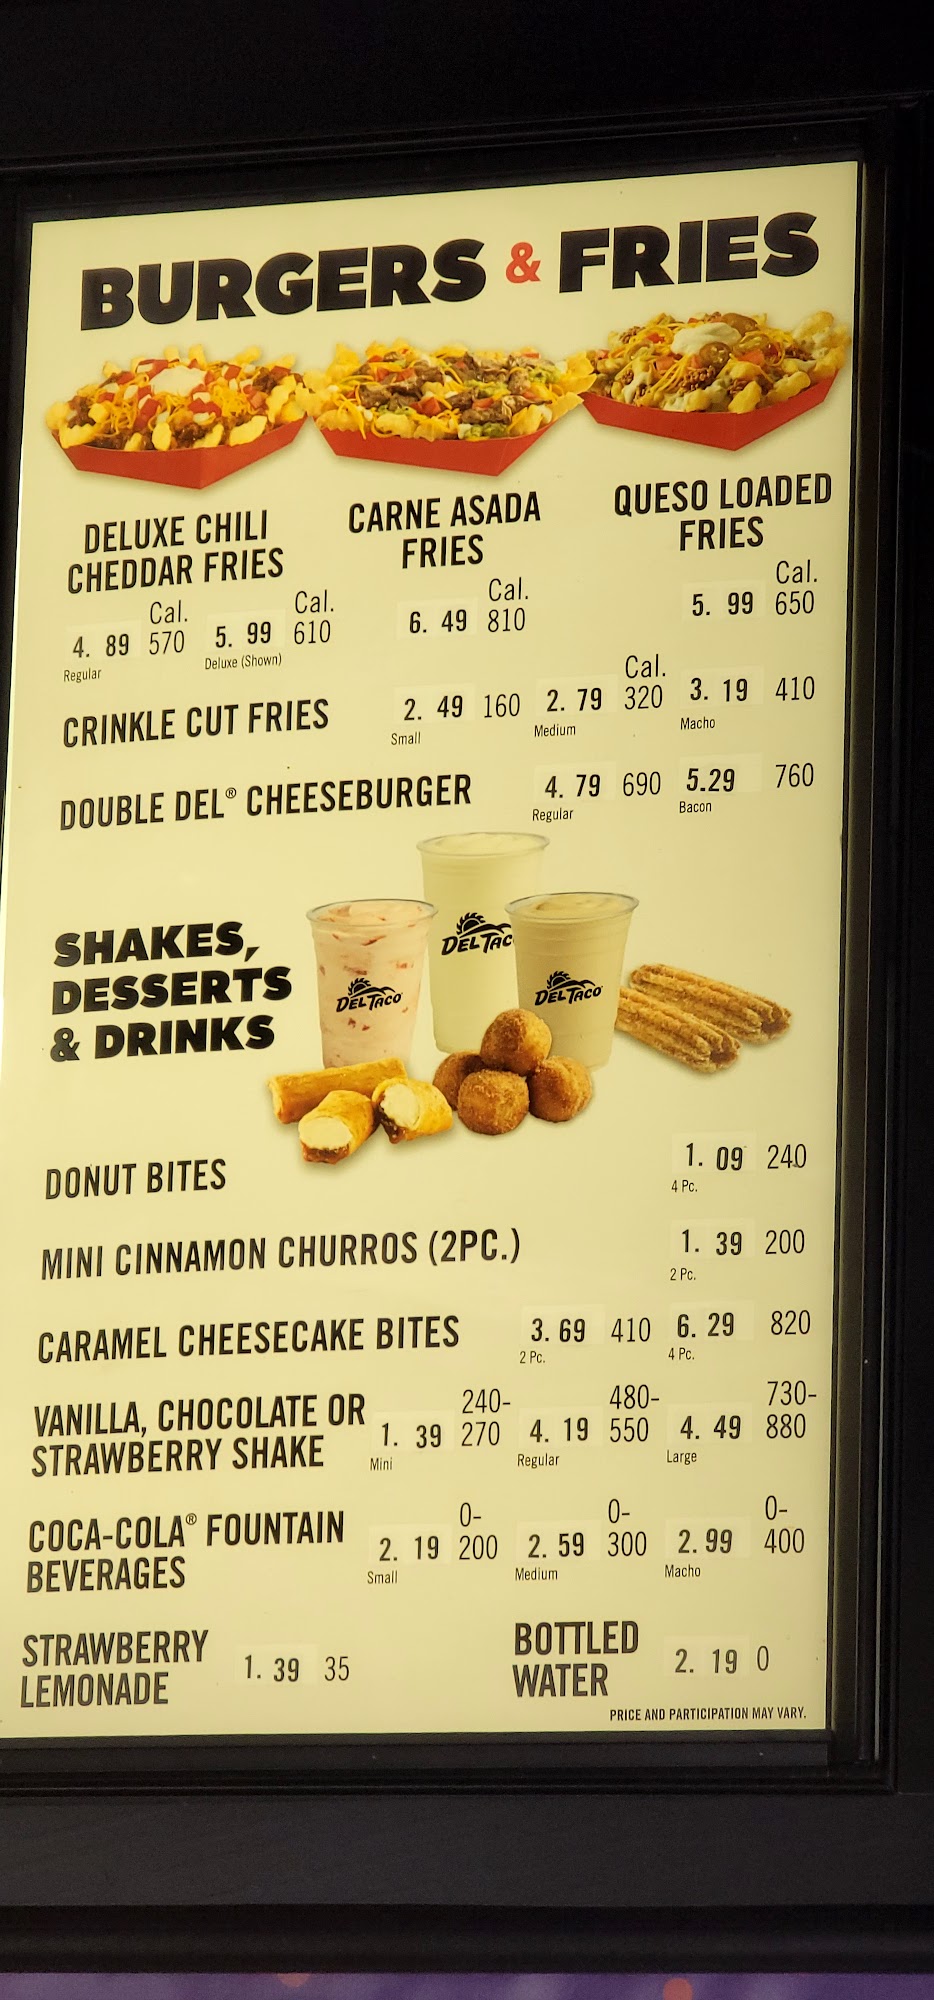 BURGERS & FRIES
DELUXE CHILI
CHEDDAR FRIES
Cal.
4. 89 570
Regular
Cal.
5. 99 610
Deluxe (Shown)
CARNE ASADA
FRIES
Cal.
6. 49 810
QUESO LOADED
FRIES
Cal.
5. 99 650
CRINKLE CUT FRIES
2. 49 160
Small
Cal.
2. 79 320
Medium
3. 19 410
Macho
DOUBLE DEL® CHEESEBURGER
4. 79 690
Regular
5.29 760
Bacon
DEL TACO
DEL TAC
DEL TACO
SHAKES,
DESSERTS
& DRINKS
DONUT BITES
1. 09 240
4 Pc.
MINI CINNAMON CHURROS (2PC.)
1. 39 200
2 Pc.
CARAMEL CHEESECAKE BITES
3. 69 410
2 Pc.
6. 29 820
4 Pc.
VANILLA, CHOCOLATE OR
STRAWBERRY SHAKE
240-
1. 39 270
Mini
480-
4. 19 550
Regular
730-
4. 49 880
Large
COCA-COLA® FOUNTAIN
BEVERAGES
0-
2. 19 200
Small
0-
2. 59 300
Medium
0-
2. 99 400
Macho
STRAWBERRY
LEMONADE
1. 39 35
BOTTLED
WATER
2. 19 0
PRICE AND PARTICIPATION MAY VARY.